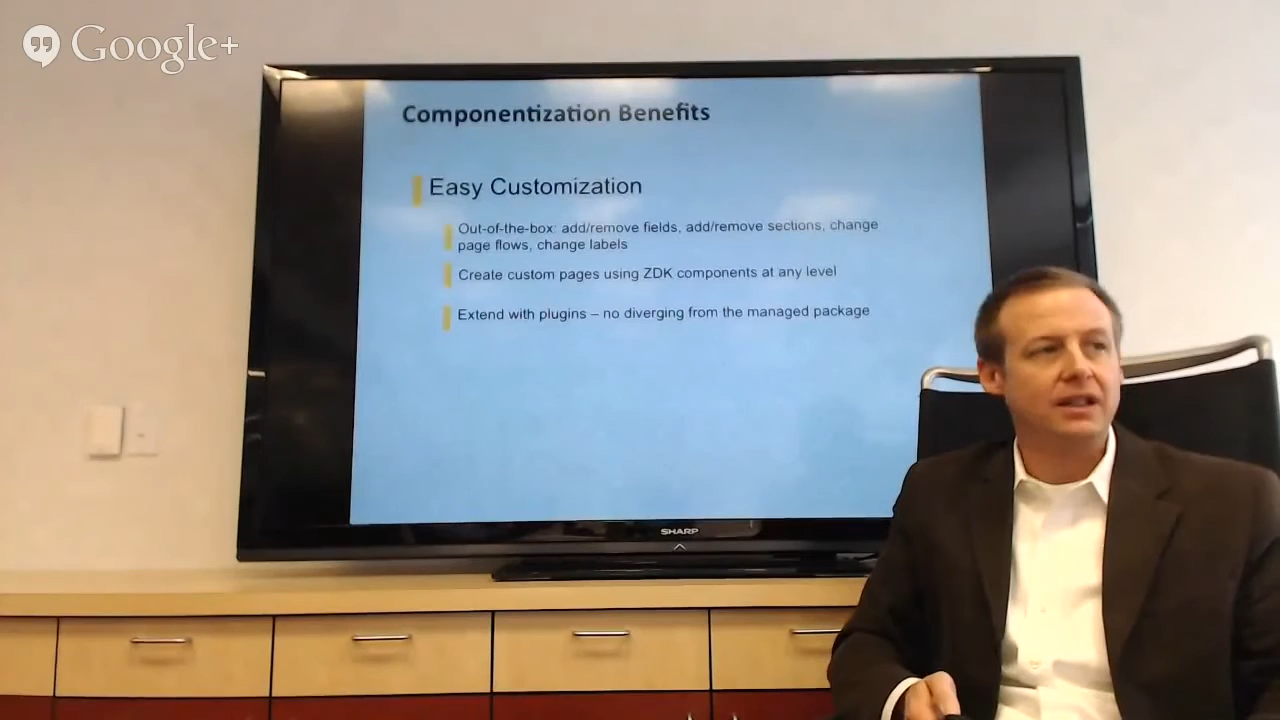 Google+
Componentization Benefits
Easy Customization
Out-of-the-box: add/remove fields, add/remove sections, change
page flows, change labels
Create custom pages using ZDK components at any level
Extend with plugins – no diverging from the managed package
SHARP